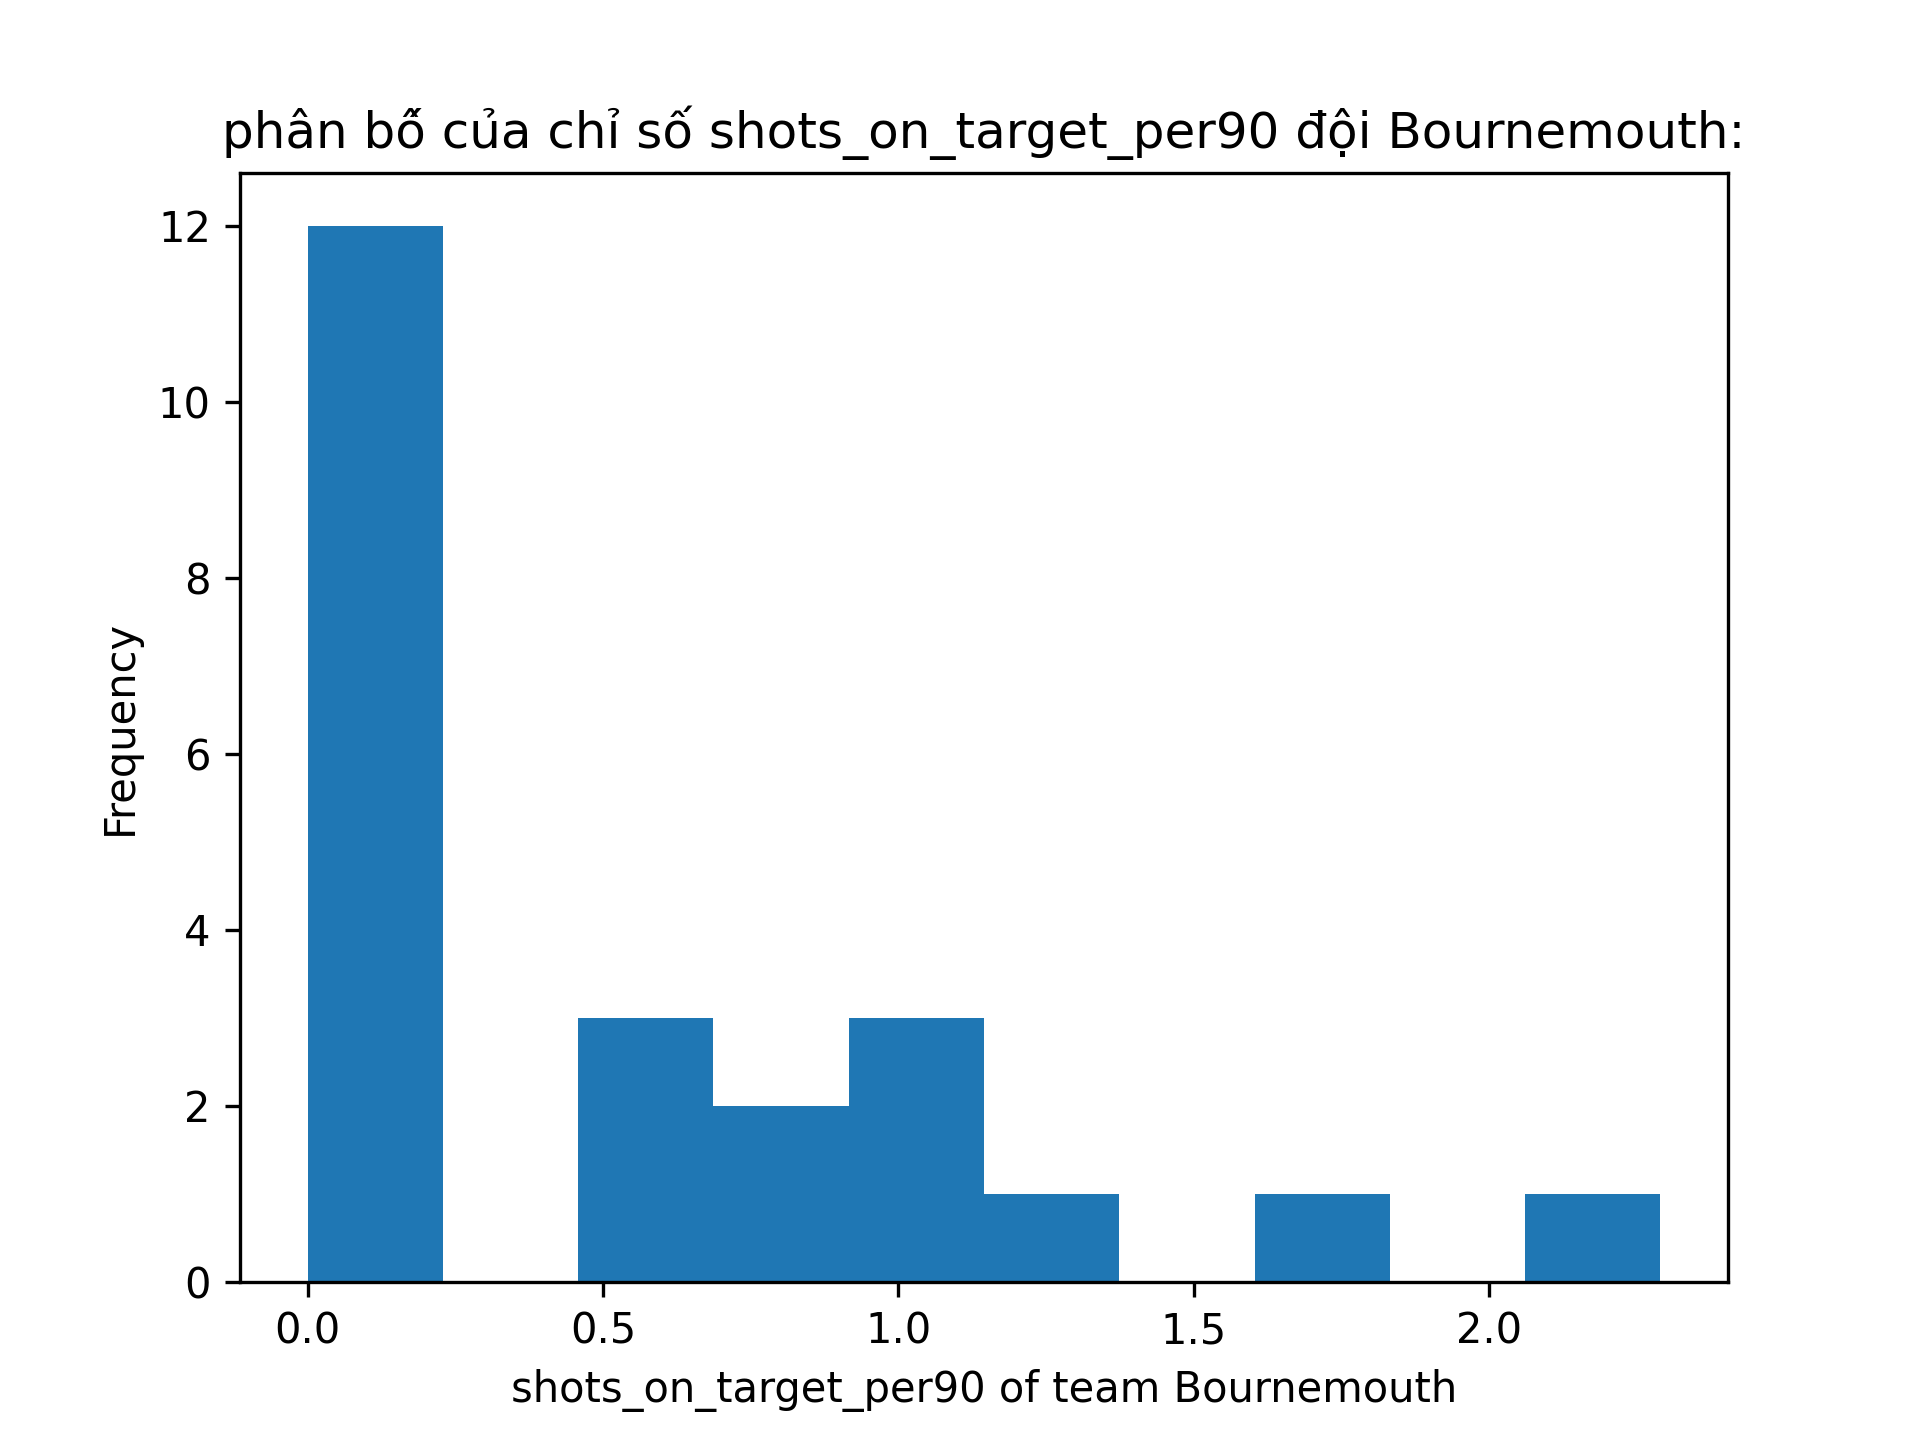 phân bố của chỉ số shots_on_target_per90 đội Bournemouth:
12
10
8
6
4
2
0
Frequency
0.0 0.5 1.0 1.5 2.0
shots_on_target_per90 of team Bournemouth